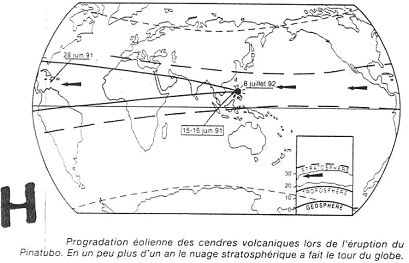 28 juin 91
8 juillet 92
15-16 juin 91
km
STRATOSPHERE
30
20
TROPOSPHERE
10
GEOSPHERE
0
H
Progradation éolienne des cendres volcaniques lors de l'éruption du
Pinatubo. En un peu plus d'un an le nuage stratosphérique a fait le tour du globe.